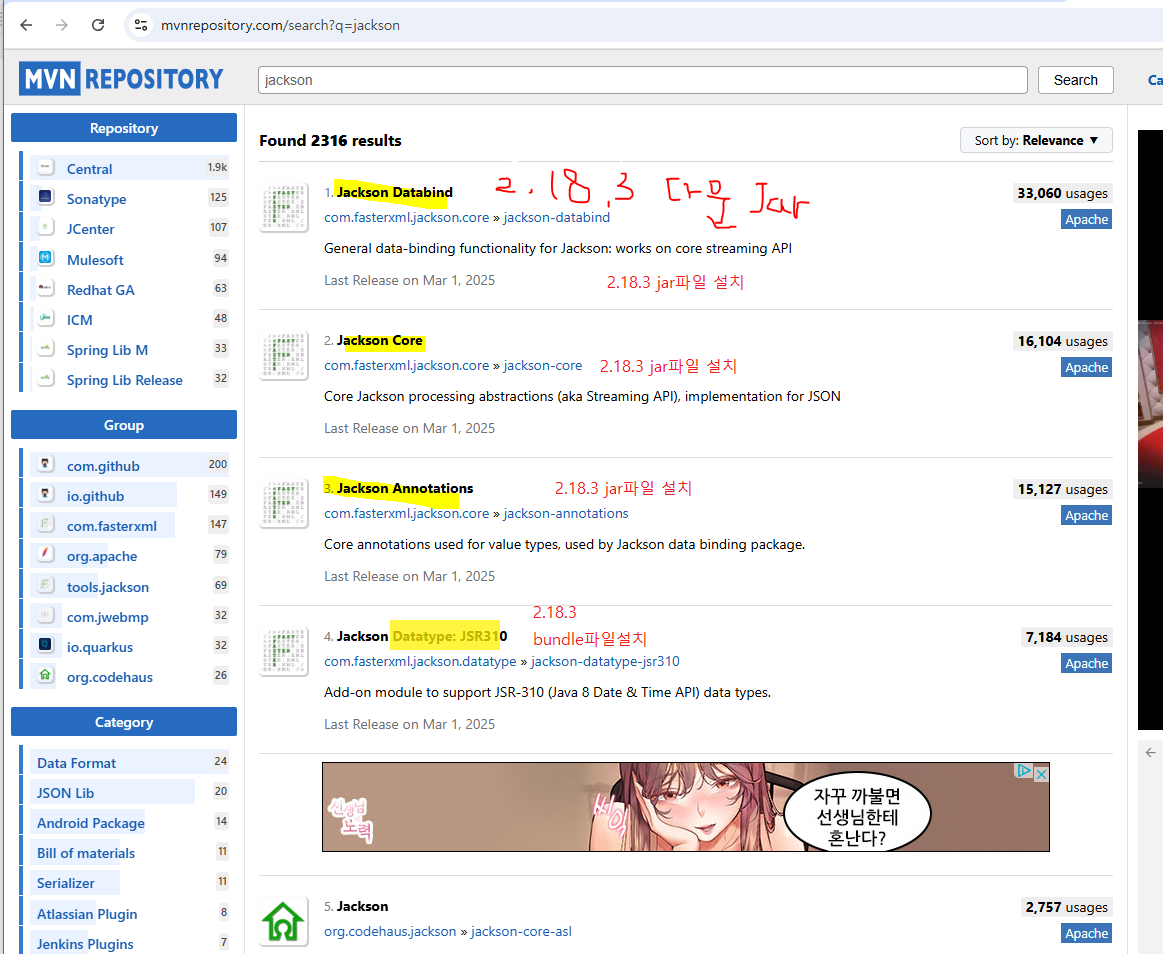 mvnrepository.com/search?q=jackson
MVN REPOSITORY
jackson
Search
Ca
Repository
Central 1.9k
Sonatype 125
JCenter 107
Mulesoft 94
Redhat GA 63
ICM 48
Spring Lib M 33
Spring Lib Release 32
Group
com.github 200
io.github 149
com.fasterxml 147
org.apache 79
tools.jackson 69
com.jwebmp 32
io.quarkus 32
org.codehaus 26
Category
Data Format 24
JSON Lib 20
Android Package 14
Bill of materials 11
Serializer 11
Atlassian Plugin 8
Jenkins Plugins 7
Found 2316 results
Sort by: Relevance ▼
1. Jackson Databind
2.18.3 다운 Jar
33,060 usages
com.fasterxml.jackson.core » jackson-databind
Apache
General data-binding functionality for Jackson: works on core streaming API
Last Release on Mar 1, 2025
2.18.3 jar파일 설치
2. Jackson Core
16,104 usages
com.fasterxml.jackson.core » jackson-core
2.18.3 jar파일 설치
Apache
Core Jackson processing abstractions (aka Streaming API), implementation for JSON
Last Release on Mar 1, 2025
3. Jackson Annotations
2.18.3 jar파일 설치
15,127 usages
com.fasterxml.jackson.core » jackson-annotations
Apache
Core annotations used for value types, used by Jackson data binding package.
Last Release on Mar 1, 2025
2.18.3
bundle파일설치
4. Jackson Datatype: JSR310
7,184 usages
com.fasterxml.jackson.datatype » jackson-datatype-jsr310
Apache
Add-on module to support JSR-310 (Java 8 Date & Time API) data types.
Last Release on Mar 1, 2025
선생님
노력
씨익
자꾸 까불면
선생님한테
혼난다?
5. Jackson
2,757 usages
org.codehaus.jackson » jackson-core-asl
Apache